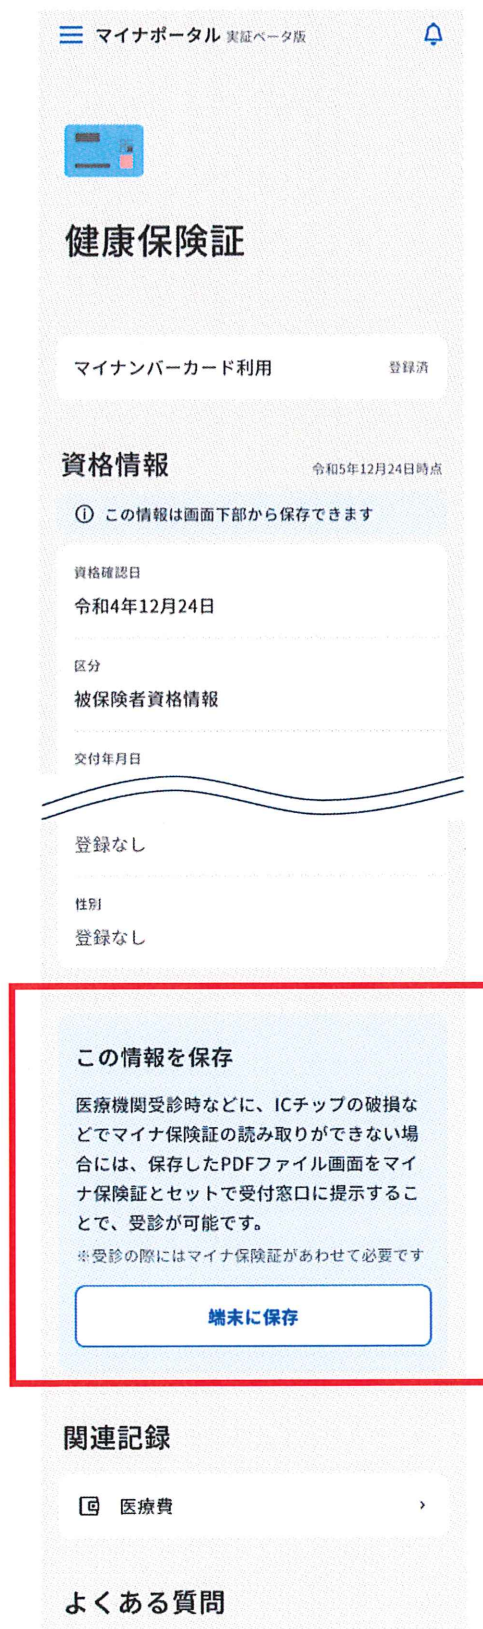 マイナポータル 実証ベータ版
健康保険証
マイナンバーカード利用 登録済
資格情報 令和5年12月24日時点
この情報は画面下部から保存できます
資格確認日
令和4年12月24日
区分
被保険者資格情報
交付年月日
登録なし
性別
登録なし
この情報を保存
医療機関受診時などに、ICチップの破損な
どでマイナ保険証の読み取りができない場
合には、保存したPDFファイル画面をマイ
ナ保険証とセットで受付窓口に提示するこ
とで、受診が可能です。
※受診の際にはマイナ保険証があわせて必要です
端末に保存
関連記録
医療費
よくある質問